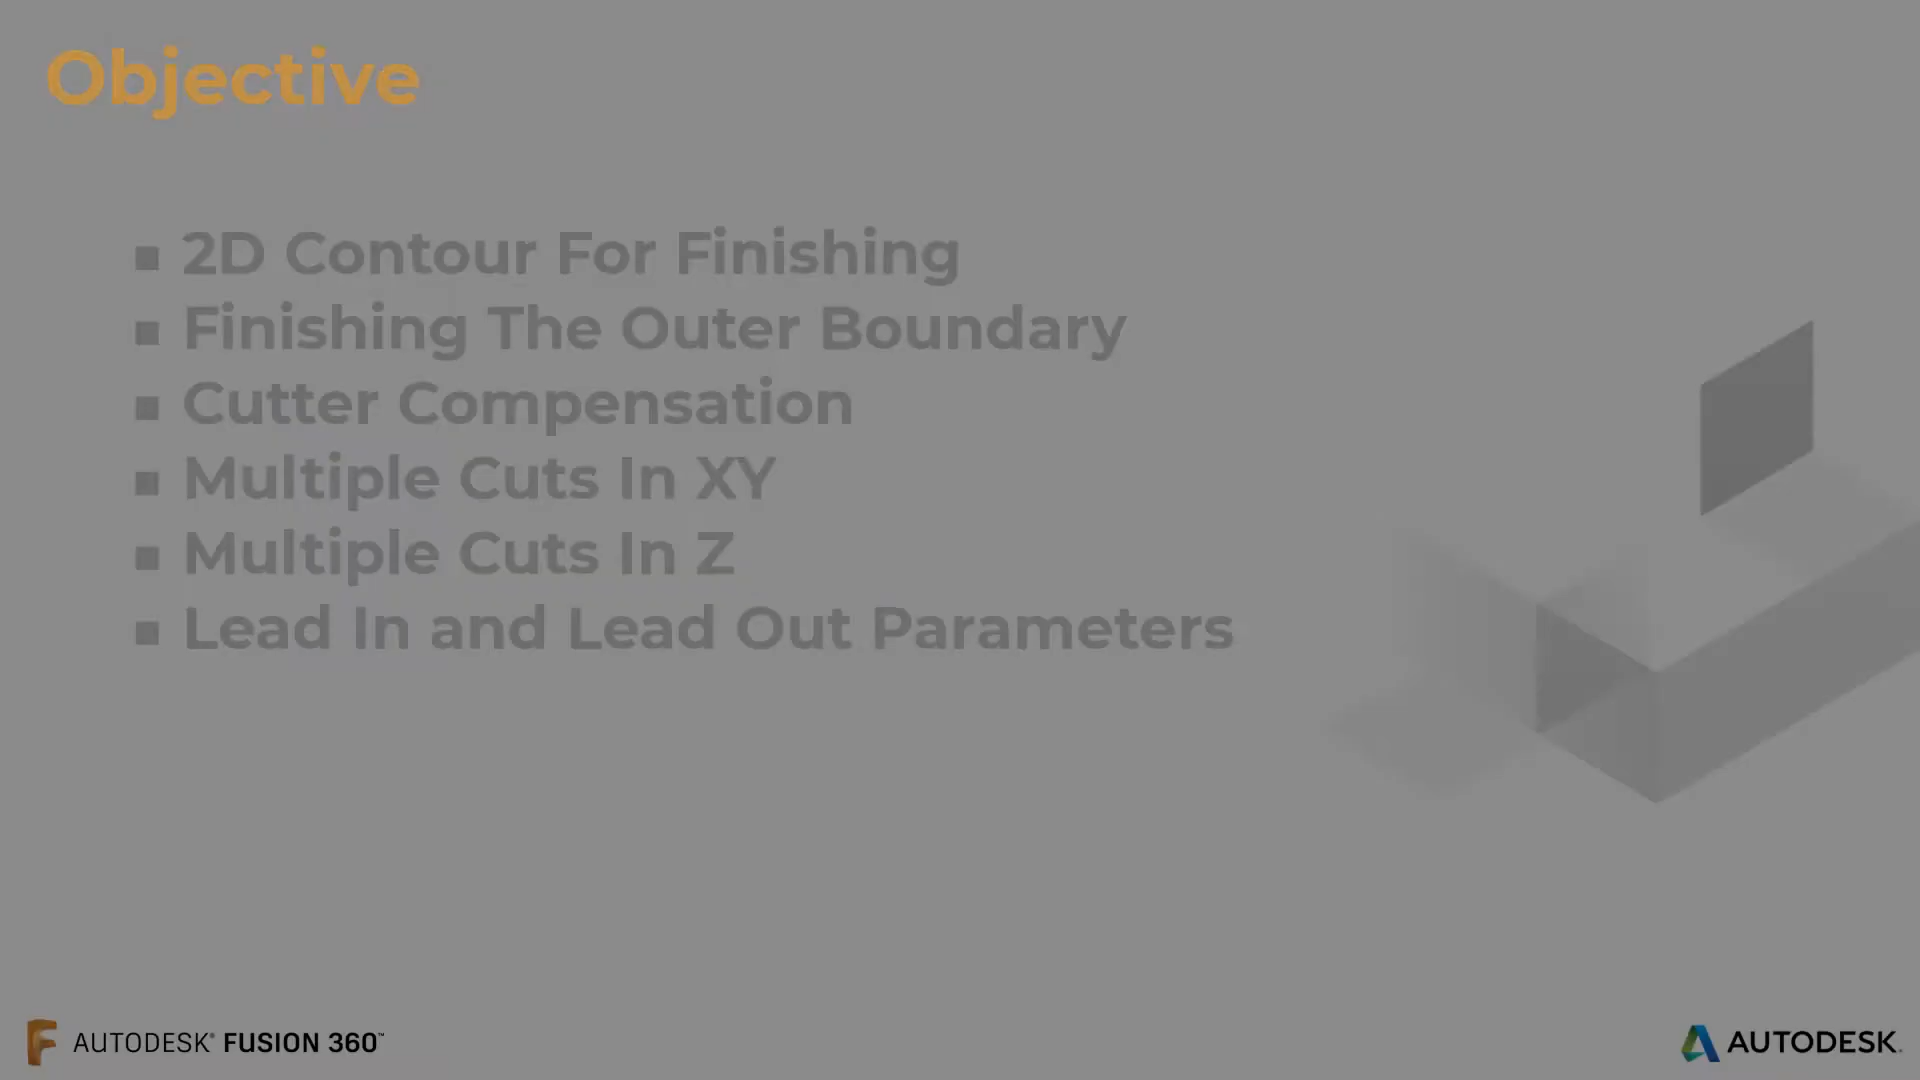 Objective
▪ 2D Contour For Finishing
▪ Finishing The Outer Boundary
▪ Cutter Compensation
▪ Multiple Cuts In XY
▪ Multiple Cuts In Z
▪ Lead In and Lead Out Parameters
AUTODESK® FUSION 360™
AUTODESK.